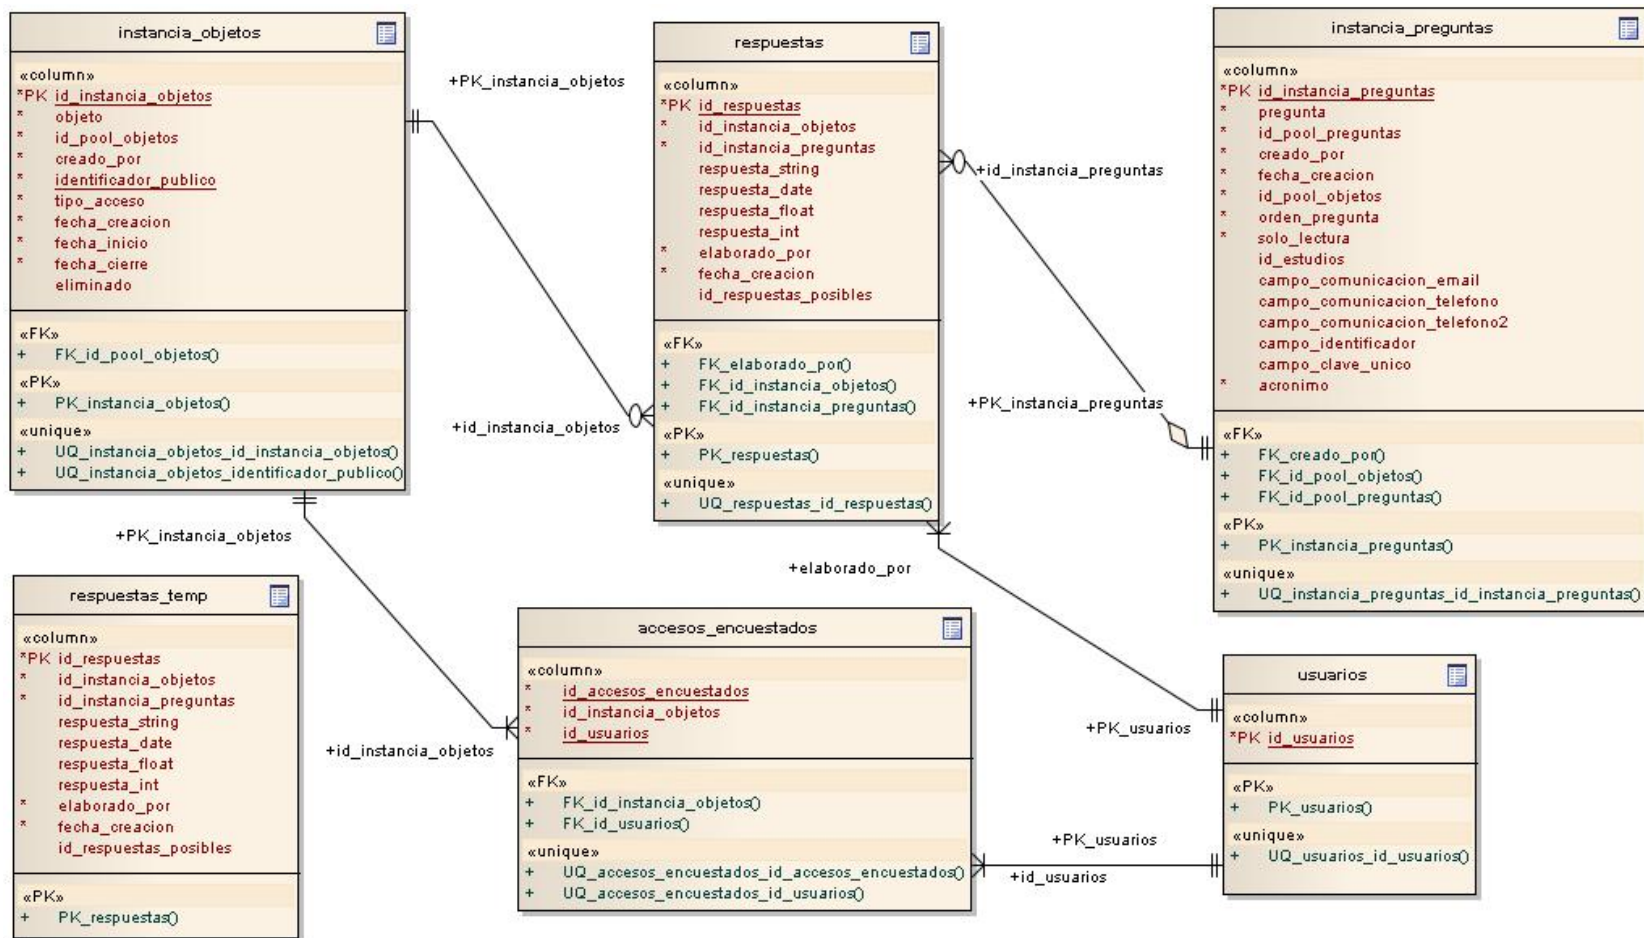 instancia_objetos
«column»
*PK id_instancia_objetos
* objeto
* id_pool_objetos
* creado_por
* identificador_publico
* tipo_acceso
* fecha_creacion
* fecha_inicio
* fecha_cierre
eliminado
«FK»
+ FK_id_pool_objetos()
«PK»
+ PK_instancia_objetos()
«unique»
+ UQ_instancia_objetos_id_instancia_objetos()
+ UQ_instancia_objetos_identificador_publico()
+PK_instancia_objetos
+id_instancia_objetos
respuestas
«column»
*PK id_respuestas
* id_instancia_objetos
* id_instancia_preguntas
respuesta_string
respuesta_date
respuesta_float
respuesta_int
* elaborado_por
* fecha_creacion
id_respuestas_posibles
«FK»
+ FK_elaborado_por()
+ FK_id_instancia_objetos()
+ FK_id_instancia_preguntas()
«PK»
+ PK_respuestas()
«unique»
+ UQ_respuestas_id_respuestas()
+id_instancia_preguntas
+PK_instancia_preguntas
instancia_preguntas
«column»
*PK id_instancia_preguntas
* pregunta
* id_pool_preguntas
* creado_por
* fecha_creacion
* id_pool_objetos
* orden_pregunta
* solo_lectura
id_estudios
campo_comunicacion_email
campo_comunicacion_telefono
campo_comunicacion_telefono2
campo_identificador
campo_clave_unico
* acronimo
«FK»
+ FK_creado_por()
+ FK_id_pool_objetos()
+ FK_id_pool_preguntas()
«PK»
+ PK_instancia_preguntas()
«unique»
+ UQ_instancia_preguntas_id_instancia_preguntas()
+PK_instancia_objetos
+id_instancia_objetos
+elaborado_por
+PK_usuarios
respuestas_temp
«column»
*PK id_respuestas
* id_instancia_objetos
* id_instancia_preguntas
respuesta_string
respuesta_date
respuesta_float
respuesta_int
* elaborado_por
* fecha_creacion
id_respuestas_posibles
«PK»
+ PK_respuestas()
accesos_encuestados
«column»
* id_accesos_encuestados
* id_instancia_objetos
* id_usuarios
«FK»
+ FK_id_instancia_objetos()
+ FK_id_usuarios()
«unique»
+ UQ_accesos_encuestados_id_accesos_encuestados()
+ UQ_accesos_encuestados_id_usuarios()
+PK_usuarios
+id_usuarios
usuarios
«column»
*PK id_usuarios
«PK»
+ PK_usuarios()
«unique»
+ UQ_usuarios_id_usuarios()